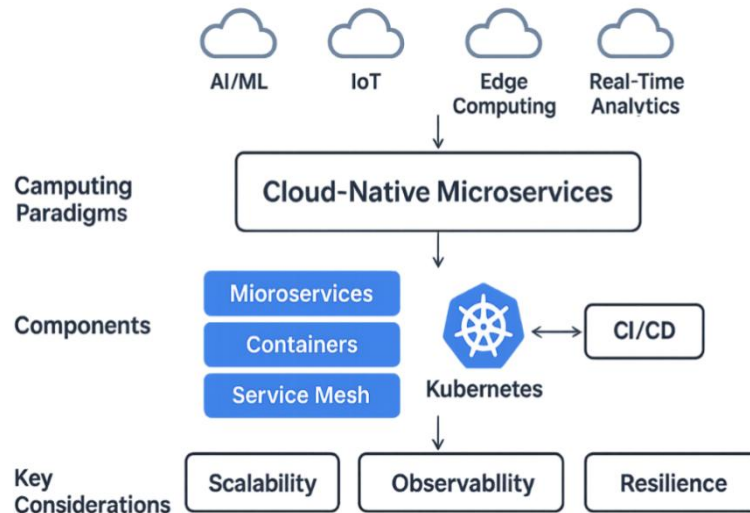 AI/ML
IoT
Edge
Computing
Real-Time
Analytics
Camputing
Paradigms
Cloud-Native Microservices
Components
Mioroservices
Containers
Service Mesh
Kubernetes
CI/CD
Key
Considerations
Scalability
Observabllity
Resilience